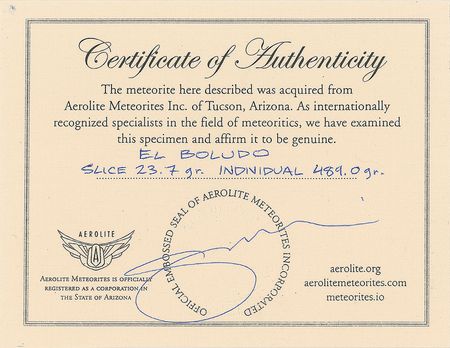 Certificate of Authenticity
The meteorite here described was acquired from
Aerolite Meteorites Inc. of Tucson, Arizona. As internationally
recognized specialists in the field of meteoritics, we have examined
this specimen and affirm it to be genuine.
EL BOLUDO
SLICE 23.7 gr. INDIVIDUAL 489.0 gr.
AEROLITE
A
AEROLITE METEORITES IS OFFICIALLY
REGISTERED AS A CORPORATION IN
THE STATE OF ARIZONA
OFFICIAL EMBOSSED SEAL OF AEROLITE METEORITES INCORPORATED
aerolite.org
aerolitemeteorites.com
meteorites.io